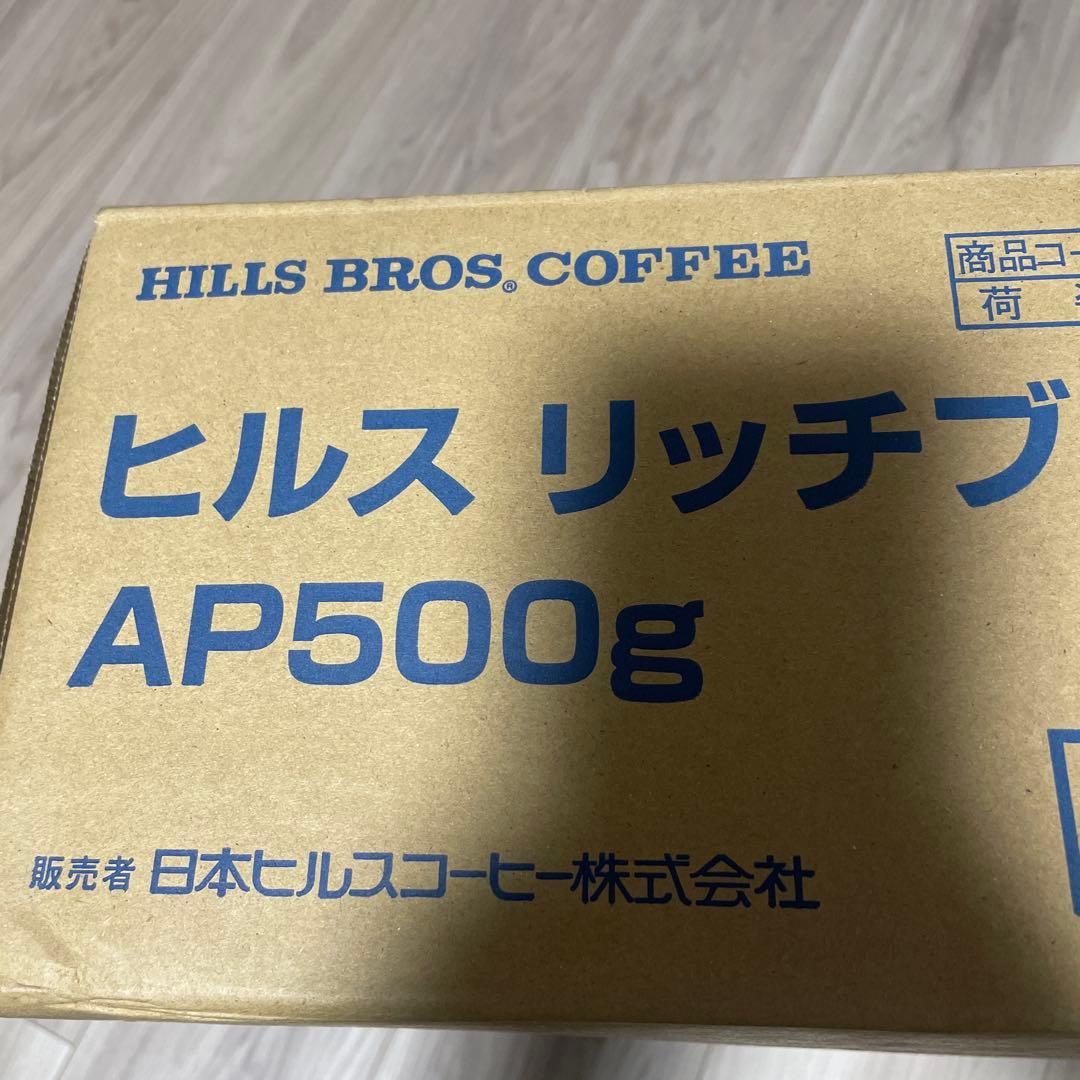 HILLS BROS.® COFFEE
商品コー
荷
ヒルス リッチブ
AP500g
販売者 日本ヒルスコーヒー株式会社